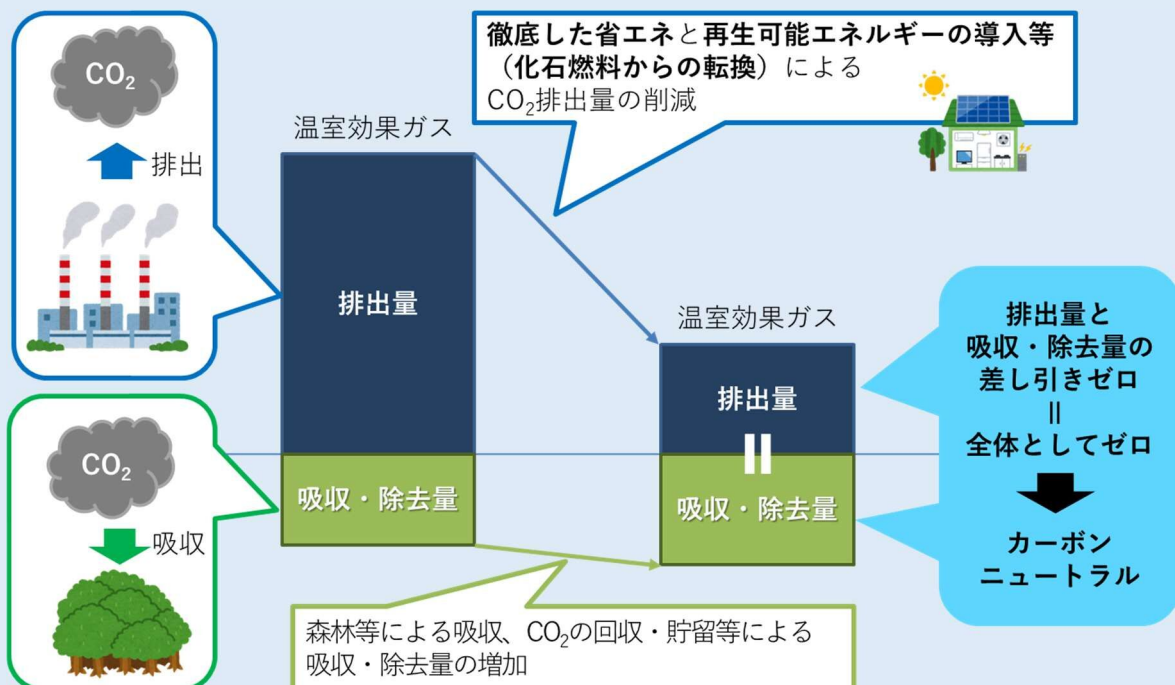 CO₂
排出
温室効果ガス
徹底した省エネと再生可能エネルギーの導入等
（化石燃料からの転換）による
CO₂排出量の削減
排出量
吸収・除去量
CO₂
吸収
温室効果ガス
排出量
||
吸収・除去量
森林等による吸収、CO₂の回収・貯留等による
吸収・除去量の増加
排出量と
吸収・除去量の
差し引きゼロ
||
全体としてゼロ
カーボン
ニュートラル